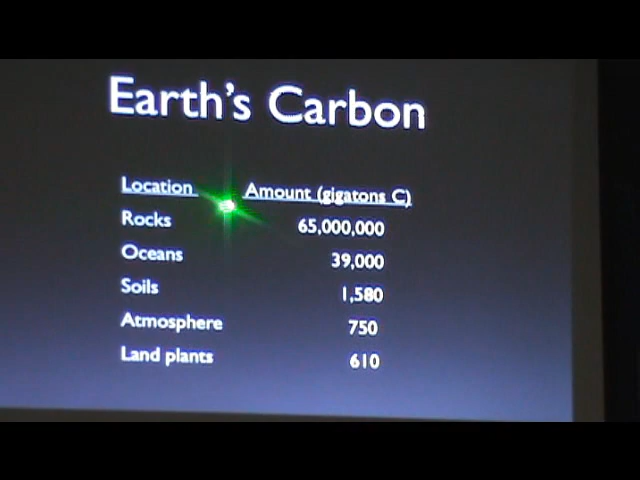 Earth's Carbon
Location Amount (gigatons C)
Rocks 65,000,000
Oceans 39,000
Soils 1,580
Atmosphere 750
Land plants 610